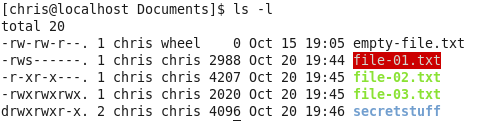 [chris@localhost Documents]$ ls -l
total 20
-rw-rw-r--. 1 chris wheel    0 Oct 15 19:05 empty-file.txt
-rws------. 1 chris chris 2988 Oct 20 19:44 file-01.txt
-r-xr-x---. 1 chris chris 4207 Oct 20 19:45 file-02.txt
-rwxrwxrwx. 1 chris chris 2020 Oct 20 19:45 file-03.txt
drwxrwxr-x. 2 chris chris 4096 Oct 20 19:46 secretstuff